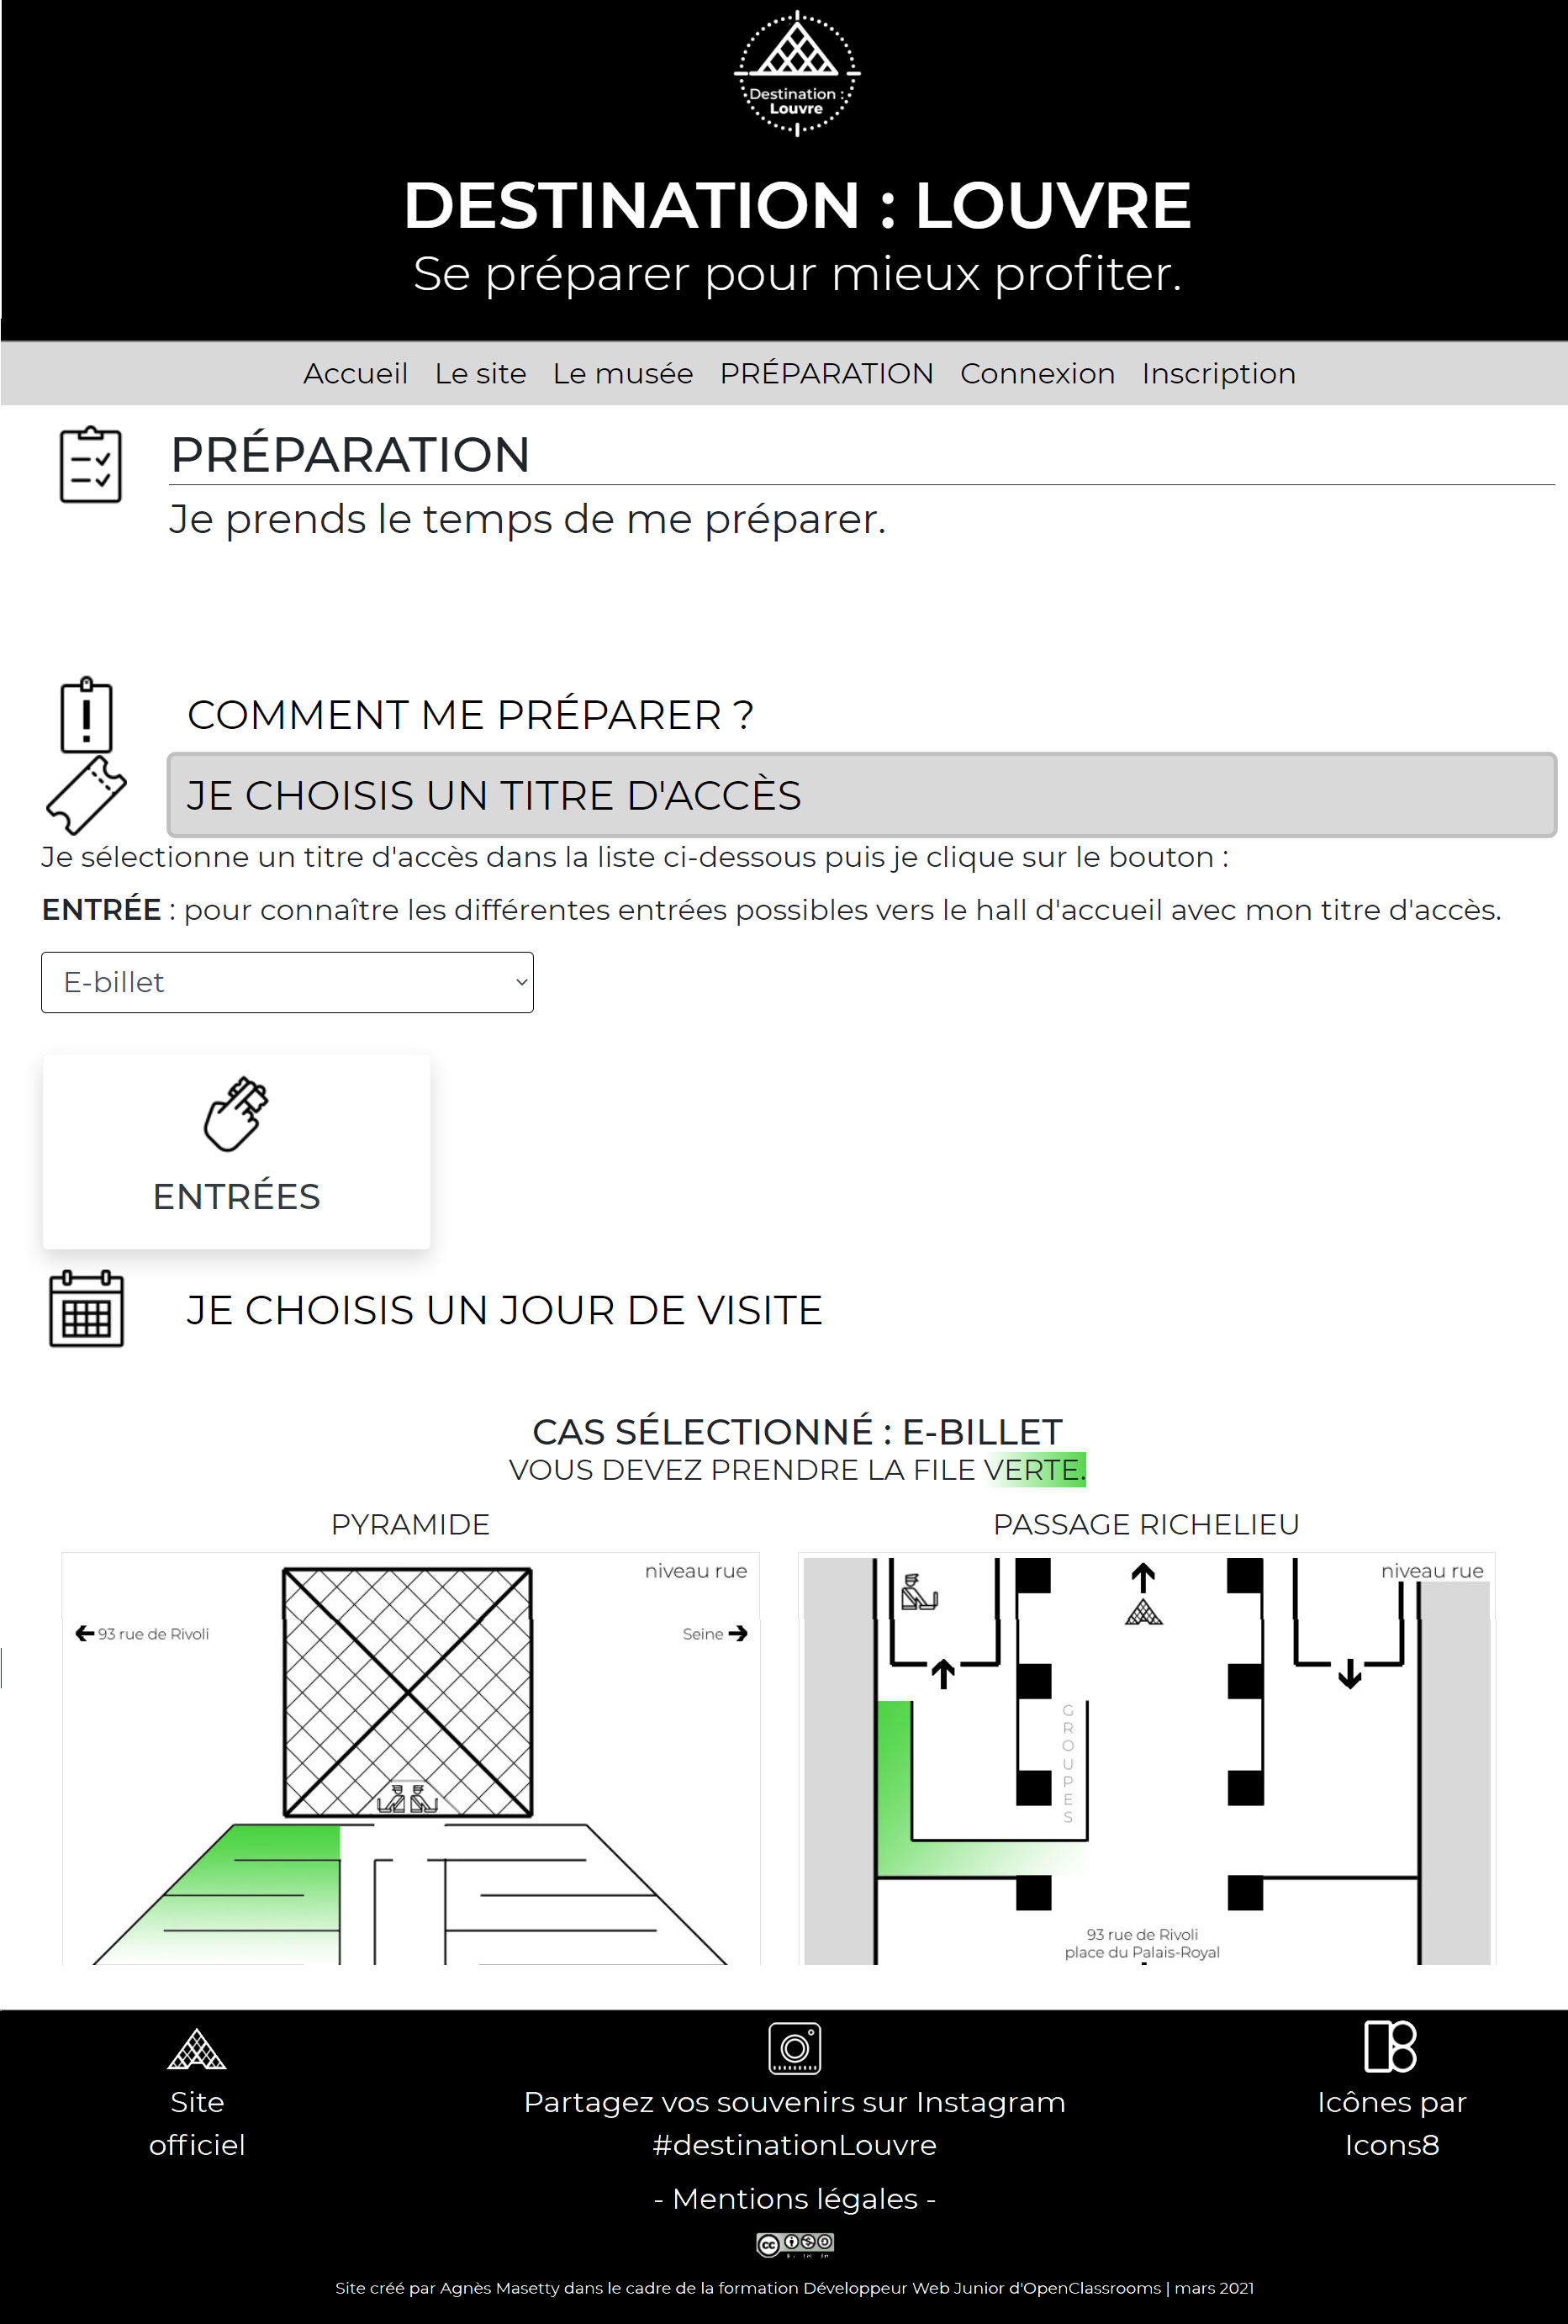 Destination :
Louvre
DESTINATION : LOUVRE
Se préparer pour mieux profiter.
Accueil Le site Le musée PRÉPARATION Connexion Inscription
PRÉPARATION
Je prends le temps de me préparer.
COMMENT ME PRÉPARER ?
JE CHOISIS UN TITRE D'ACCÈS
Je sélectionne un titre d'accès dans la liste ci-dessous puis je clique sur le bouton :
ENTRÉE : pour connaître les différentes entrées possibles vers le hall d'accueil avec mon titre d'accès.
E-billet
ENTRÉES
JE CHOISIS UN JOUR DE VISITE
CAS SÉLECTIONNÉ : E-BILLET
VOUS DEVEZ PRENDRE LA FILE VERTE.
PYRAMIDE
niveau rue
93 rue de Rivoli
Seine
PASSAGE RICHELIEU
niveau rue
GROUPES
93 rue de Rivoli
place du Palais-Royal
Site
officiel
Partagez vos souvenirs sur Instagram
#destinationLouvre
Icônes par
Icons8
- Mentions légales -
cc
Site créé par Agnès Masetty dans le cadre de la formation Développeur Web Junior d'OpenClassrooms | mars 2021